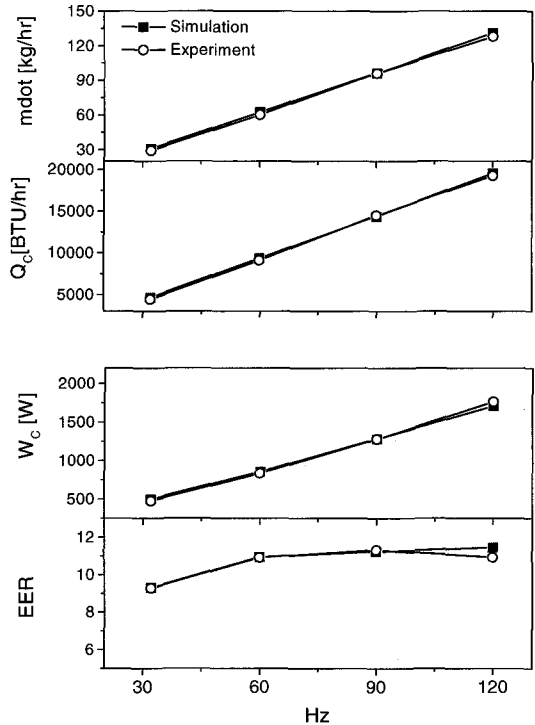 150
120
90
60
30
mdot [kg/hr]
Simulation
Experiment
20000
15000
10000
5000
Q_C[BTU/hr]
2000
1500
1000
500
W_C [W]
12
10
8
6
EER
30 60 90 120
Hz